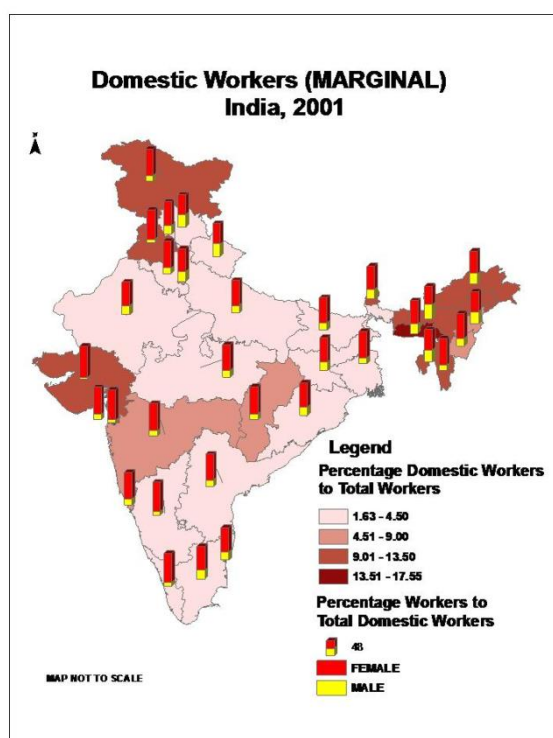 Domestic Workers (MARGINAL)
India, 2001
Legend
Percentage Domestic Workers
to Total Workers
1.63 - 4.50
4.51 - 9.00
9.01 - 13.50
13.51 - 17.55
Percentage Workers to
Total Domestic Workers
48
FEMALE
MALE
MAP NOT TO SCALE